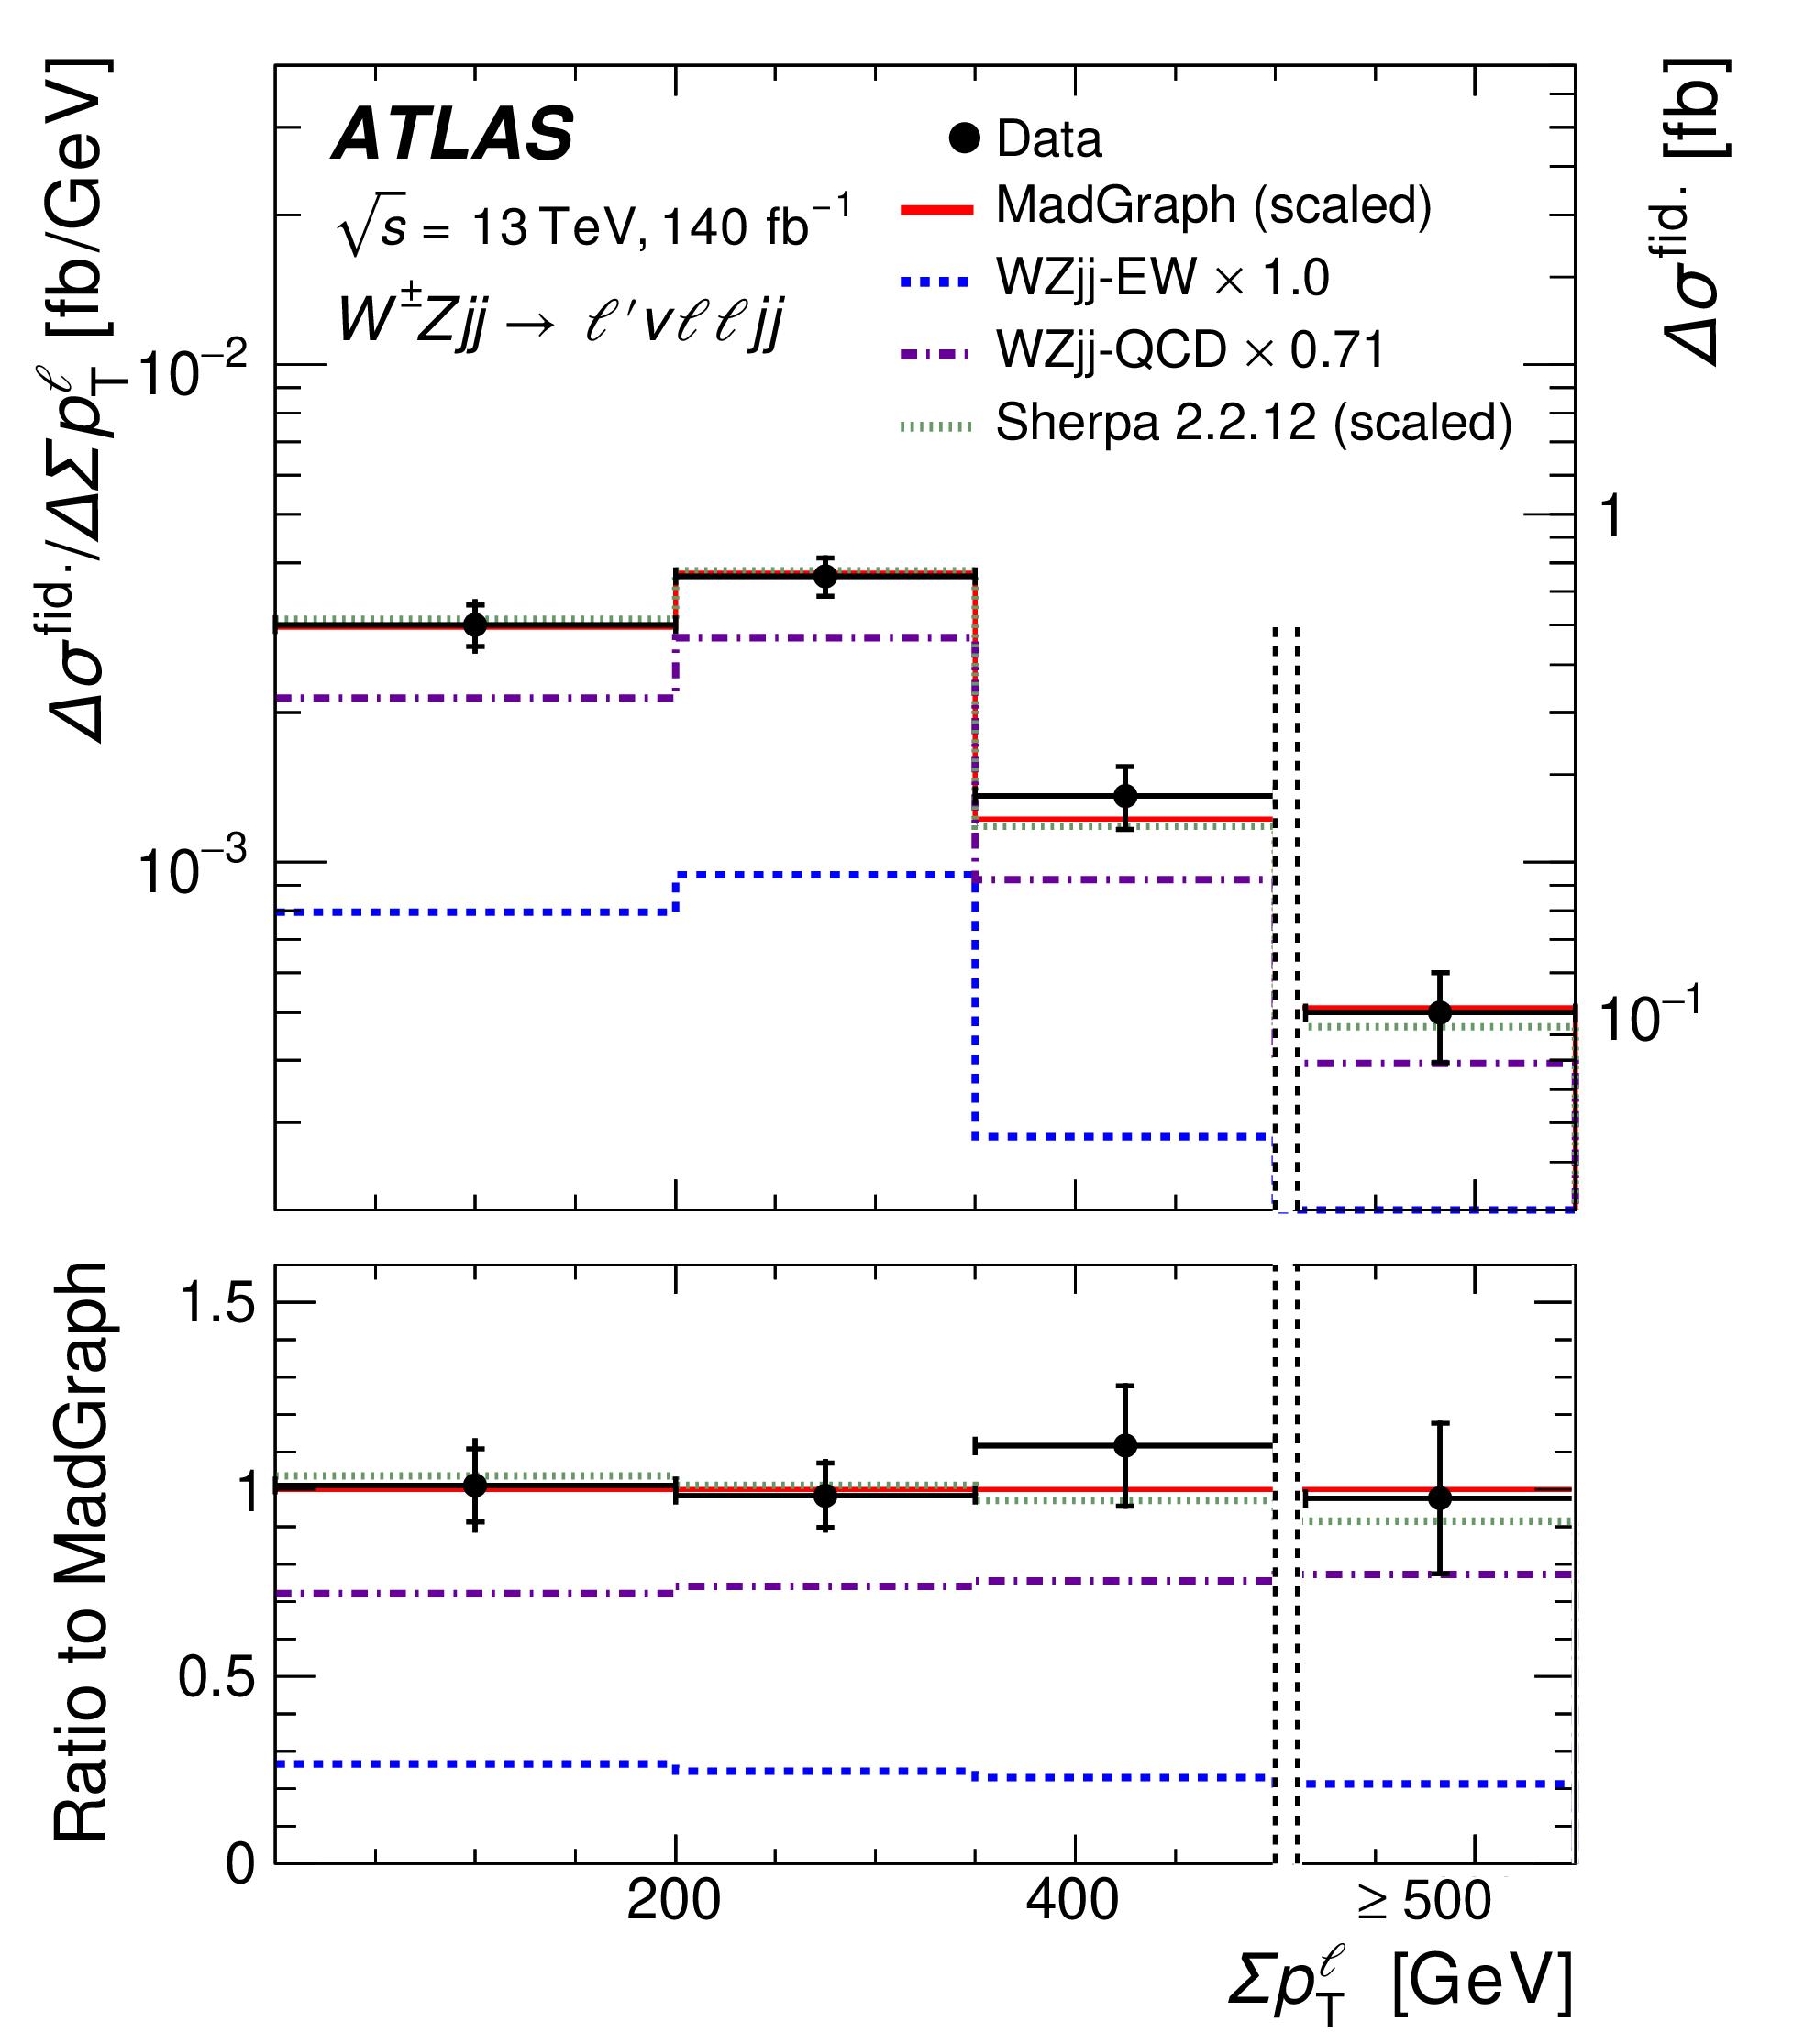 ATLAS
√s = 13 TeV, 140 fb⁻¹
W±Zjj → ℓ′νℓℓjj
Data
MadGraph (scaled)
WZjj-EW × 1.0
WZjj-QCD × 0.71
Sherpa 2.2.12 (scaled)
Δσ^fid. /ΔΣp_T^ℓ [fb/GeV]
10⁻²
10⁻³
Δσ^fid. [fb]
1
10⁻¹
Ratio to MadGraph
1.5
1
0.5
0
200 400 ≥ 500
Σp_T^ℓ [GeV]